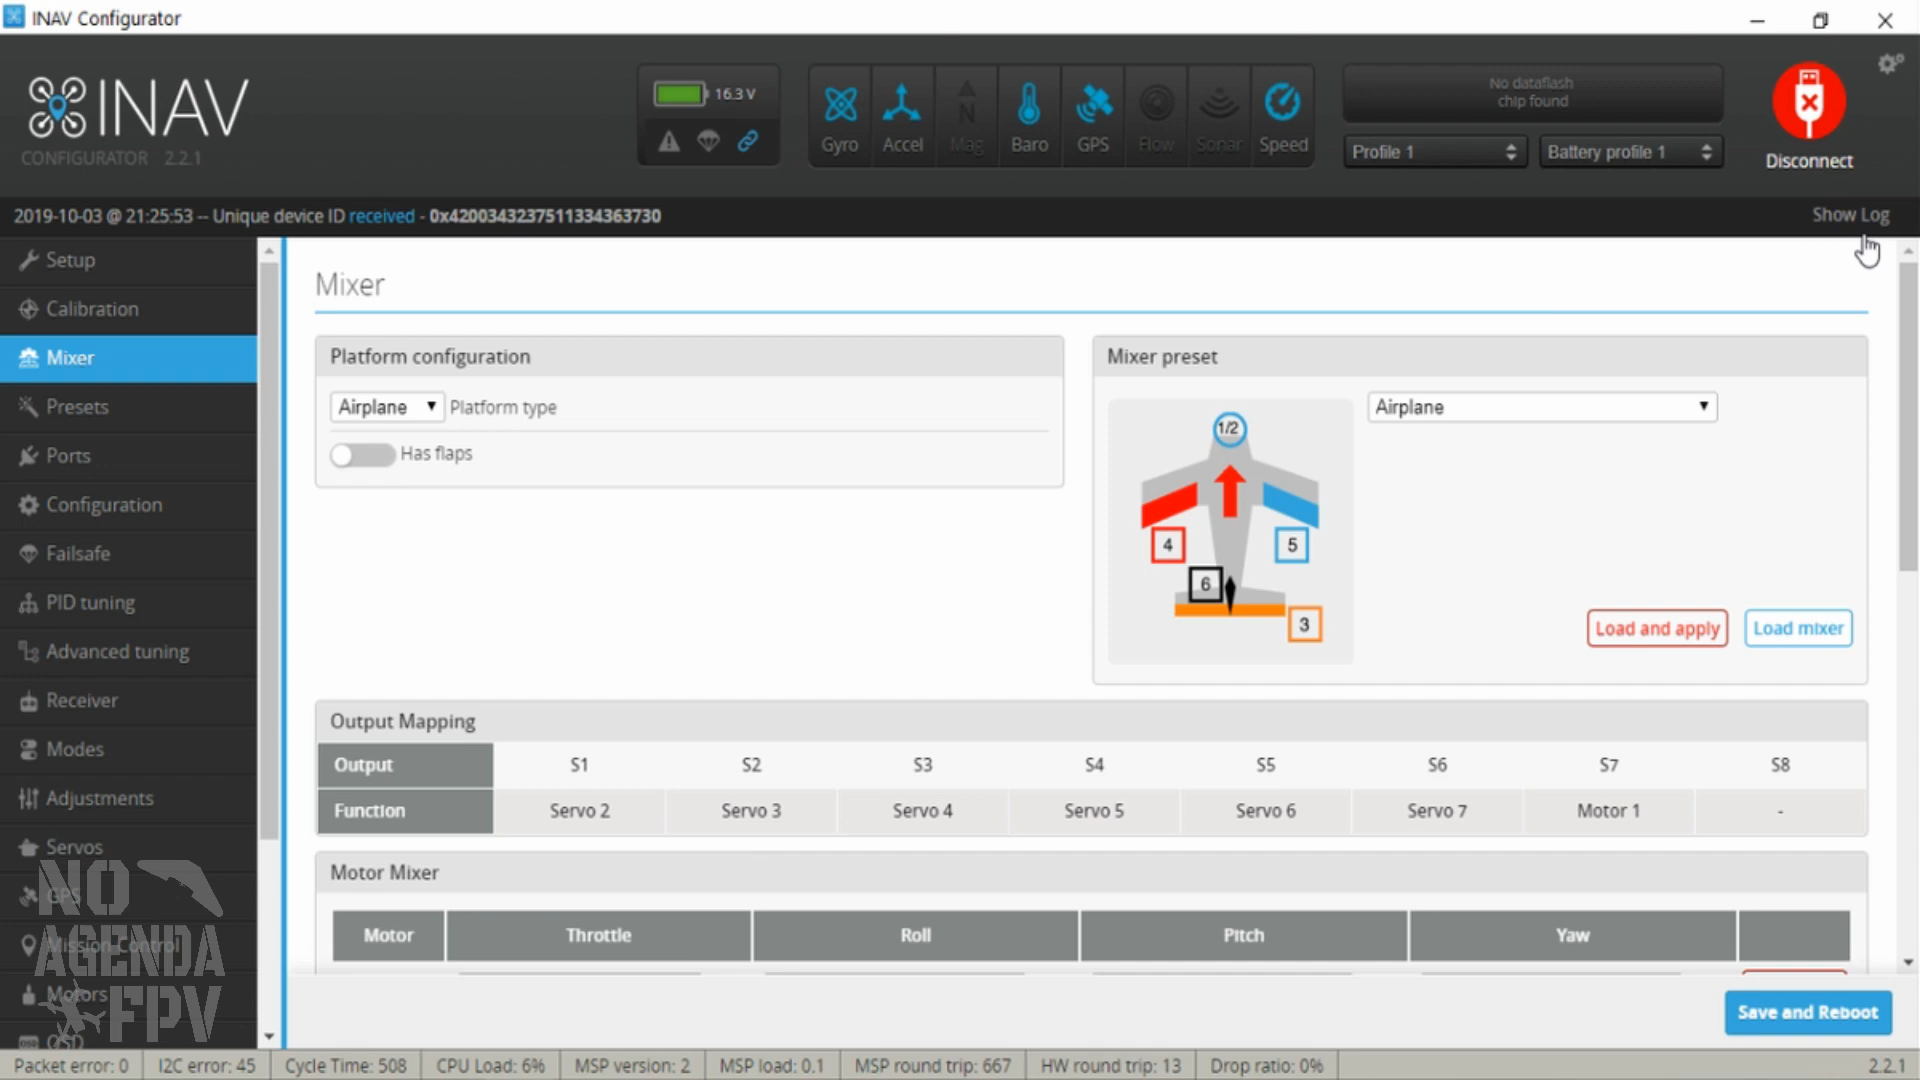 INAV Configurator
INAV
CONFIGURATOR 2.2.1
16.3 V
Gyro
Accel
Mag
Baro
GPS
Flow
Sonar
Speed
No dataflash
chip found
Profile 1
Battery profile 1
Disconnect
2019-10-03 @ 21:25:53 -- Unique device ID received - 0x4200343237511334363730
Show Log
Setup
Calibration
Mixer
Presets
Ports
Configuration
Failsafe
PID tuning
Advanced tuning
Receiver
Modes
Adjustments
Servos
GPS
Mission Control
Motors
OSD
NO
AGENDA
FPV
Mixer
Platform configuration
Airplane Platform type
Has flaps
Mixer preset
Airplane
1/2
4
5
6
3
Load and apply
Load mixer
Output Mapping
Output S1 S2 S3 S4 S5 S6 S7 S8
Function Servo 2 Servo 3 Servo 4 Servo 5 Servo 6 Servo 7 Motor 1 -
Motor Mixer
Motor Throttle Roll Pitch Yaw
Save and Reboot
Packet error: 0 I2C error: 45 Cycle Time: 508 CPU Load: 6% MSP version: 2 MSP load: 0.1 MSP round trip: 667 HW round trip: 13 Drop ratio: 0% 2.2.1